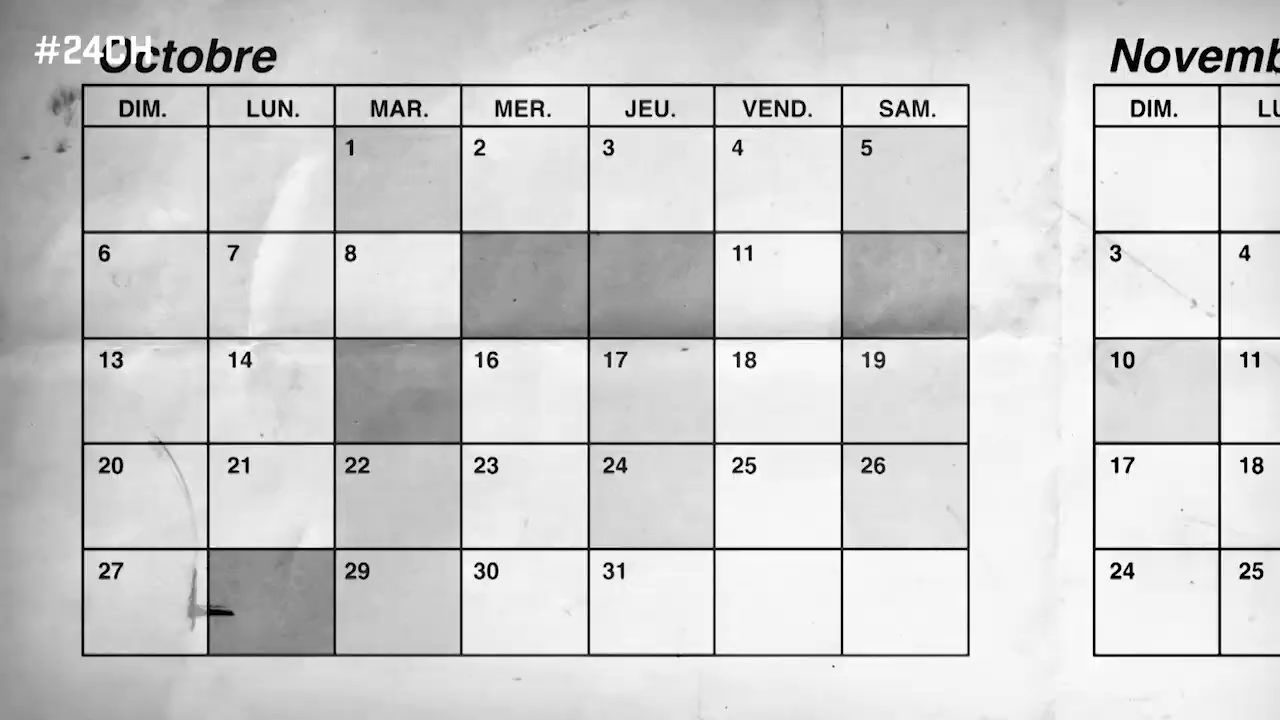 #24CH
Octobre
Novemb
DIM. LUN. MAR. MER. JEU. VEND. SAM.
DIM. LU
1 2 3 4 5
6 7 8 11
3 4
13 14 16 17 18 19
10 11
20 21 22 23 24 25 26
17 18
27 29 30 31
24 25